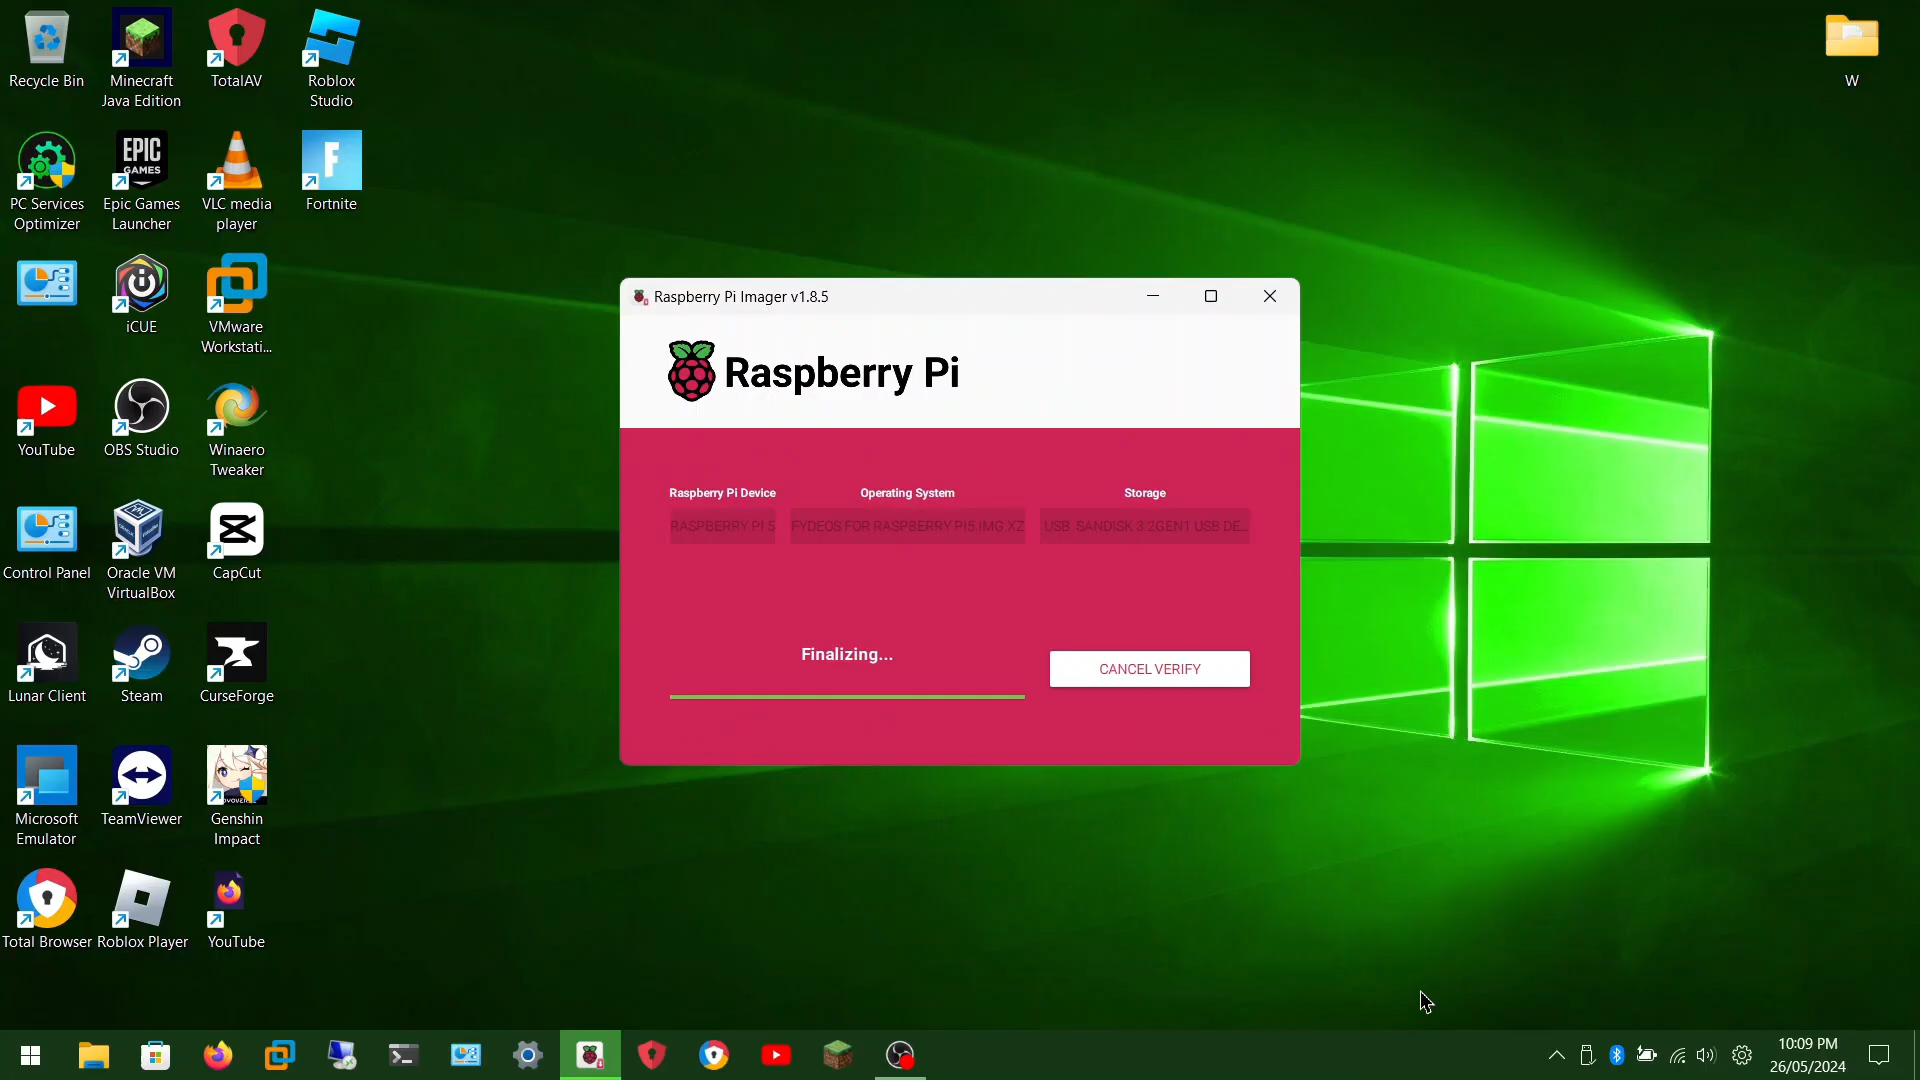 Recycle Bin
Minecraft
Java Edition
TotalAV
Roblox
Studio
W
PC Services
Optimizer
EPIC
GAMES
Epic Games
Launcher
VLC media
player
F
Fortnite
iCUE
VMware
Workstati...
YouTube
OBS Studio
Winaero
Tweaker
Control Panel
Oracle VM
VirtualBox
CapCut
Lunar Client
Steam
CurseForge
Microsoft
Emulator
TeamViewer
Genshin
Impact
Total Browser
Roblox Player
YouTube
Raspberry Pi Imager v1.8.5
Raspberry Pi
Raspberry Pi Device
Operating System
Storage
RASPBERRY PI 5
FYDEOS FOR RASPBERRY PI5 IMG.XZ
USB SANDISK 3.2GEN1 USB DE...
Finalizing...
CANCEL VERIFY
10:09 PM
26/05/2024